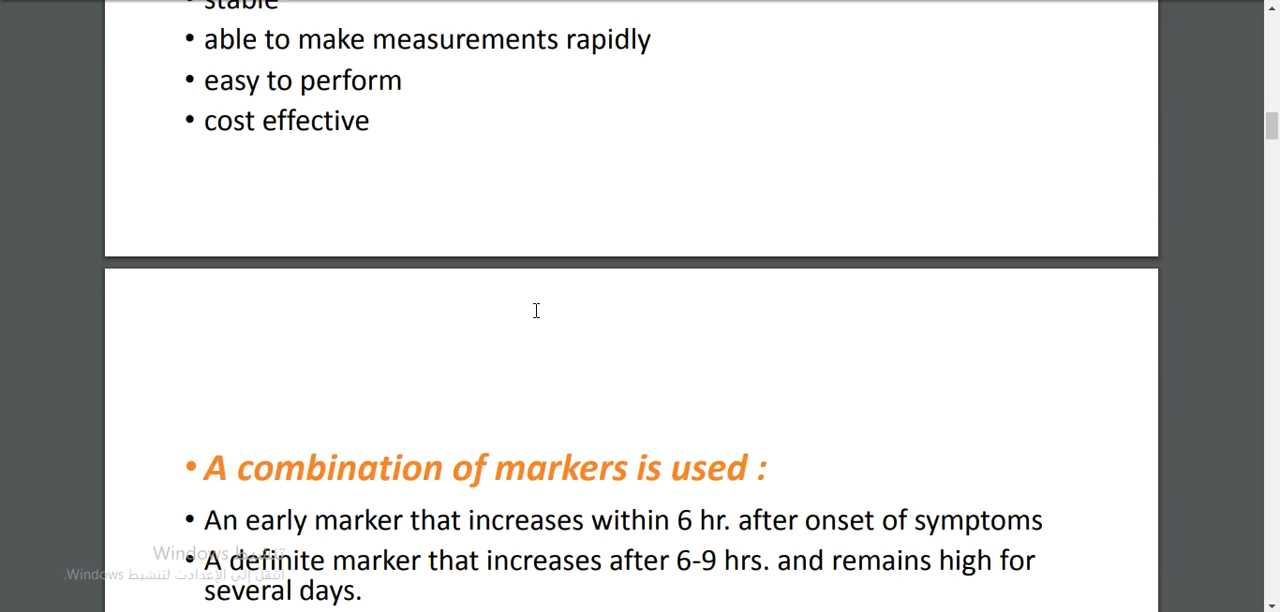 • stable
• able to make measurements rapidly
• easy to perform
• cost effective
• A combination of markers is used :
• An early marker that increases within 6 hr. after onset of symptoms
تنشيط Windows
• A definite marker that increases after 6-9 hrs. and remains high for
انتقل إلى الإعدادات لتنشيط Windows.
several days.